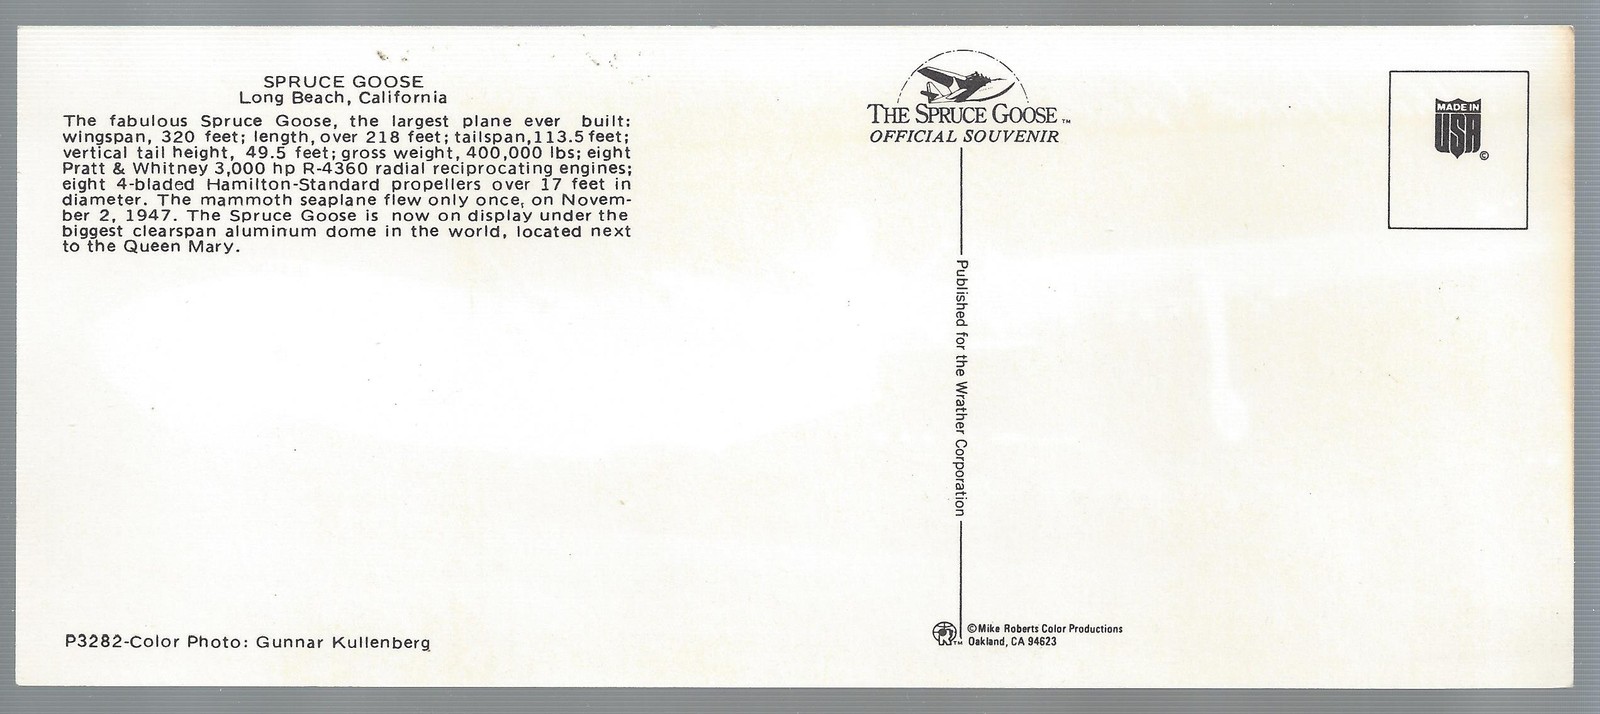 SPRUCE GOOSE
Long Beach, California
The fabulous Spruce Goose, the largest plane ever built:
wingspan, 320 feet; length, over 218 feet; tailspan, 113.5 feet;
vertical tail height, 49.5 feet; gross weight, 400,000 lbs; eight
Pratt & Whitney 3,000 hp R-4360 radial reciprocating engines;
eight 4-bladed Hamilton-Standard propellers over 17 feet in
diameter. The mammoth seaplane flew only once, on Novem-
ber 2, 1947. The Spruce Goose is now on display under the
biggest clearspan aluminum dome in the world, located next
to the Queen Mary.
P3282-Color Photo: Gunnar Kullenberg
THE SPRUCE GOOSE™
OFFICIAL SOUVENIR
Published for the Wrather Corporation
©Mike Roberts Color Productions
™ Oakland, CA 94623
MADE IN
USA
©